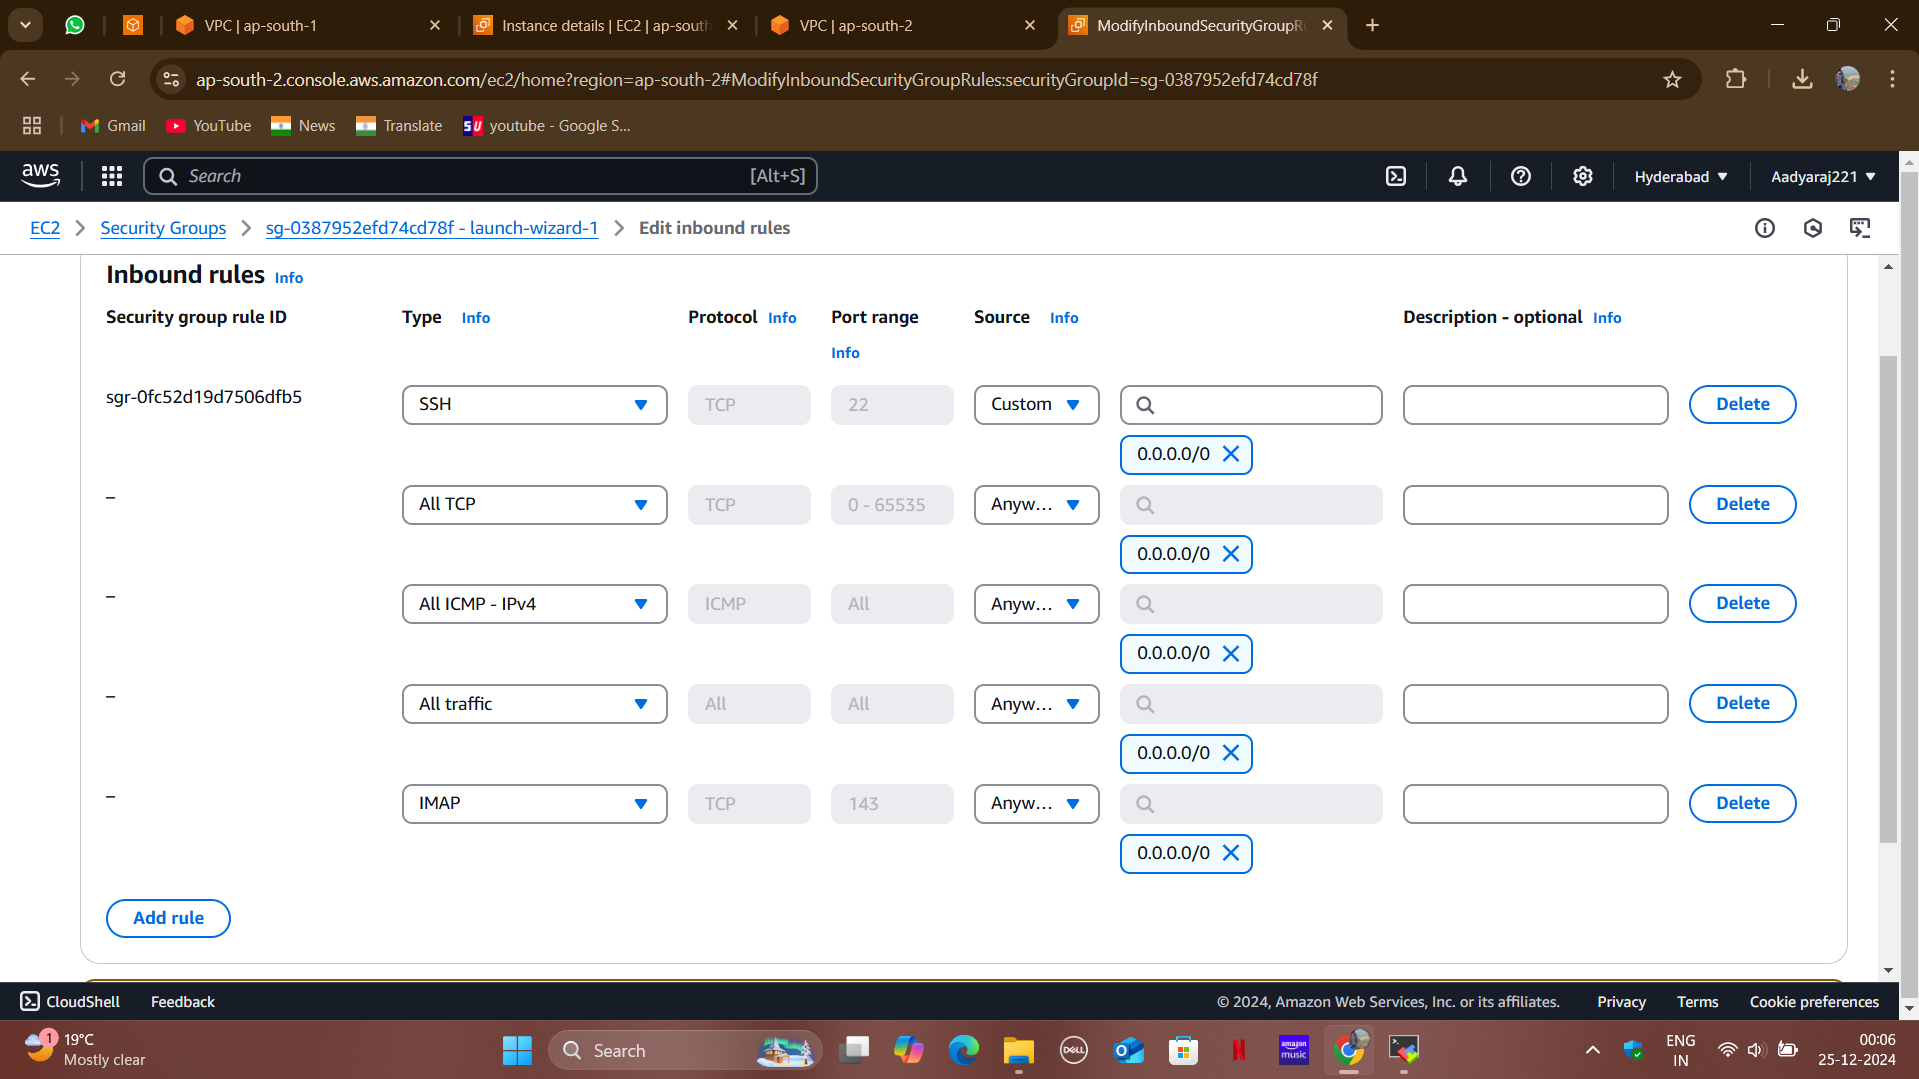 VPC | ap-south-1
Instance details | EC2 | ap-south
VPC | ap-south-2
ModifyInboundSecurityGroupR
ap-south-2.console.aws.amazon.com/ec2/home?region=ap-south-2#ModifyInboundSecurityGroupRules:securityGroupId=sg-0387952efd74cd78f
Gmail
YouTube
News
Translate
SU
youtube - Google S...
aws
Search
[Alt+S]
Hyderabad
Aadyaraj221
EC2
Security Groups
sg-0387952efd74cd78f - launch-wizard-1
Edit inbound rules
Inbound rules Info
Security group rule ID
Type Info
Protocol Info
Port range
Info
Source Info
Description - optional Info
sgr-0fc52d19d7506dfb5
SSH
TCP
22
Custom
Delete
0.0.0.0/0
–
All TCP
TCP
0 - 65535
Anyw...
Delete
0.0.0.0/0
–
All ICMP - IPv4
ICMP
All
Anyw...
Delete
0.0.0.0/0
–
All traffic
All
All
Anyw...
Delete
0.0.0.0/0
–
IMAP
TCP
143
Anyw...
Delete
0.0.0.0/0
Add rule
CloudShell
Feedback
© 2024, Amazon Web Services, Inc. or its affiliates.
Privacy
Terms
Cookie preferences
1
19°C
Mostly clear
Search
DELL
N
amazon music
ENG
IN
00:06
25-12-2024